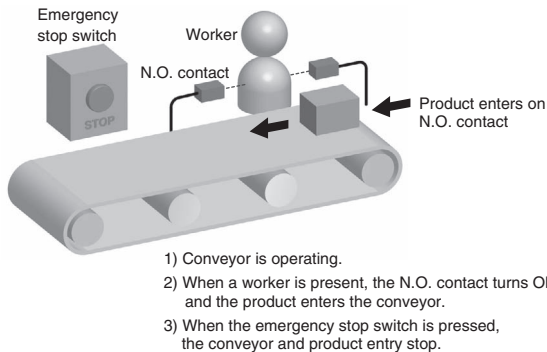 Emergency
stop switch
Worker
N.O. contact
Product enters on
N.O. contact
STOP
1) Conveyor is operating.
2) When a worker is present, the N.O. contact turns
and the product enters the conveyor.
3) When the emergency stop switch is pressed,
the conveyor and product entry stop.